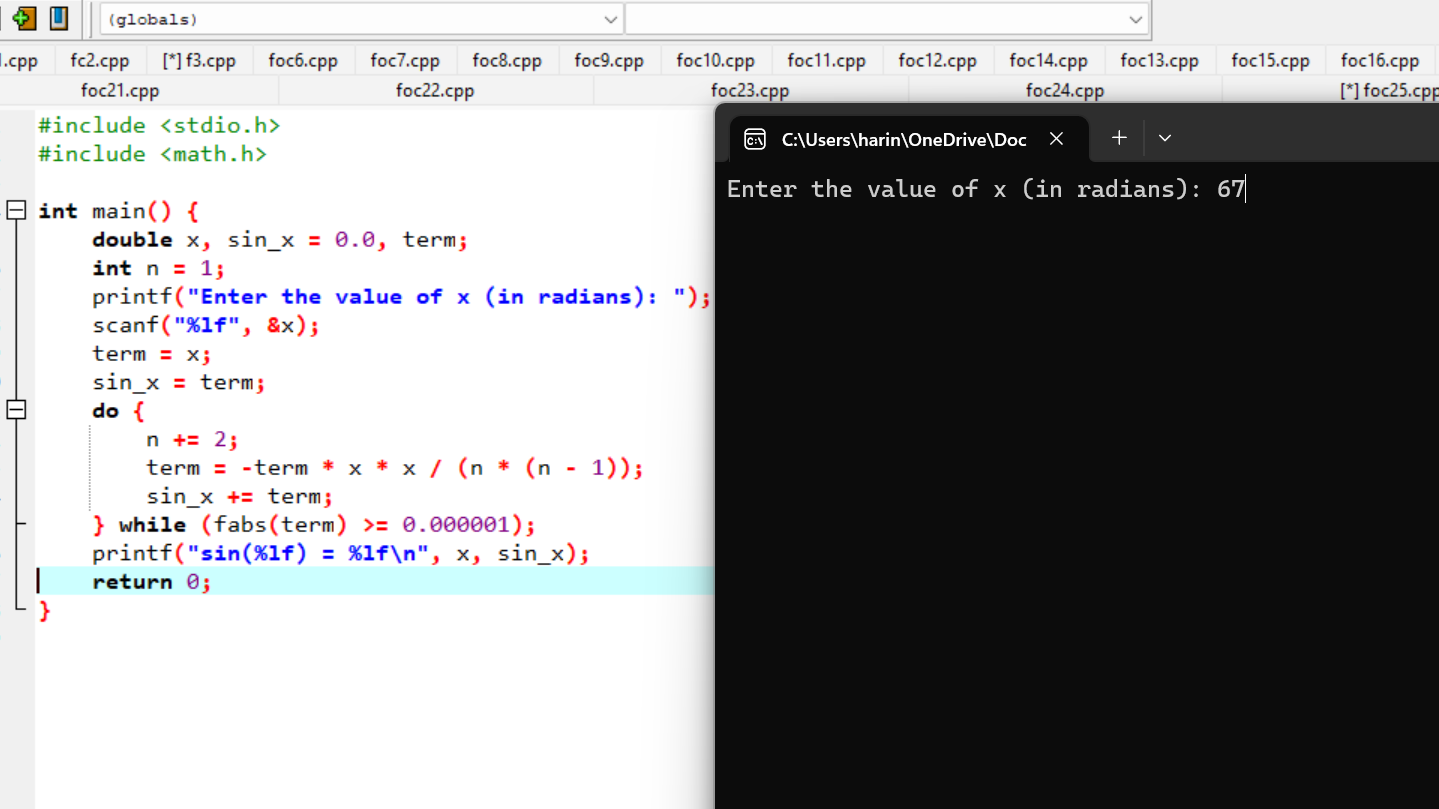 (globals)
.cpp fc2.cpp [*] f3.cpp foc6.cpp foc7.cpp foc8.cpp foc9.cpp foc10.cpp foc11.cpp foc12.cpp foc14.cpp foc13.cpp foc15.cpp foc16.cpp
foc21.cpp foc22.cpp foc23.cpp foc24.cpp [*] foc25.cpp
#include <stdio.h>
#include <math.h>
int main() {
double x, sin_x = 0.0, term;
int n = 1;
printf("Enter the value of x (in radians): ");
scanf("%lf", &x);
term = x;
sin_x = term;
do {
n += 2;
term = -term * x * x / (n * (n - 1));
sin_x += term;
} while (fabs(term) >= 0.000001);
printf("sin(%lf) = %lf\n", x, sin_x);
return 0;
}
C:\Users\harin\OneDrive\Doc
Enter the value of x (in radians): 67